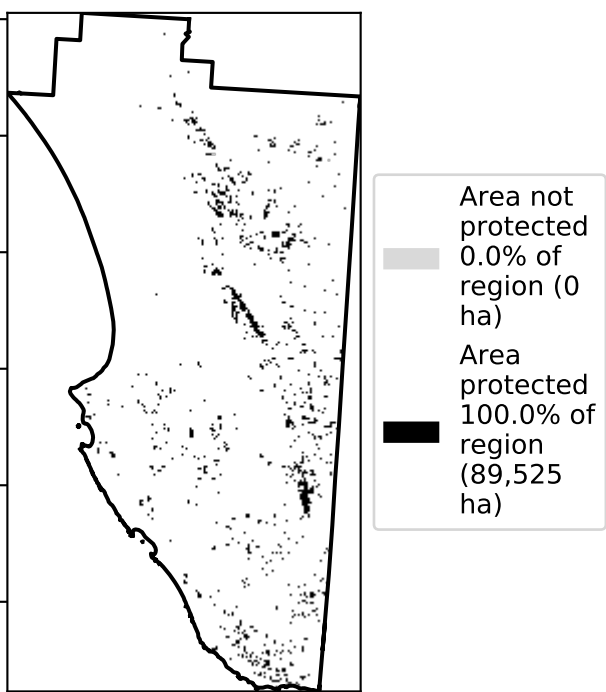 Area not
protected
0.0% of
region (0
ha)
Area
protected
100.0% of
region
(89,525
ha)